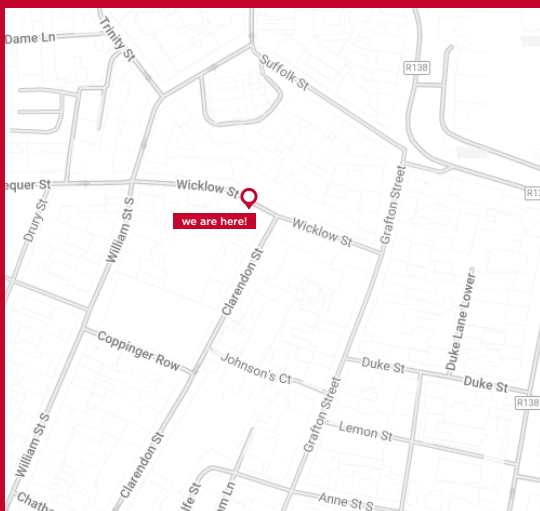 Dame Ln
Trinity St
Suffolk St
R138
equer St
Wicklow St
we are here!
Wicklow St
Grafton Street
Drury St
William St S
Clarendon St
Duke Lane Lower
Coppinger Row
Johnson's Ct
Duke St
Duke St
R138
Grafton Street
Lemon St
William St S
Clarendon St
Anne St S